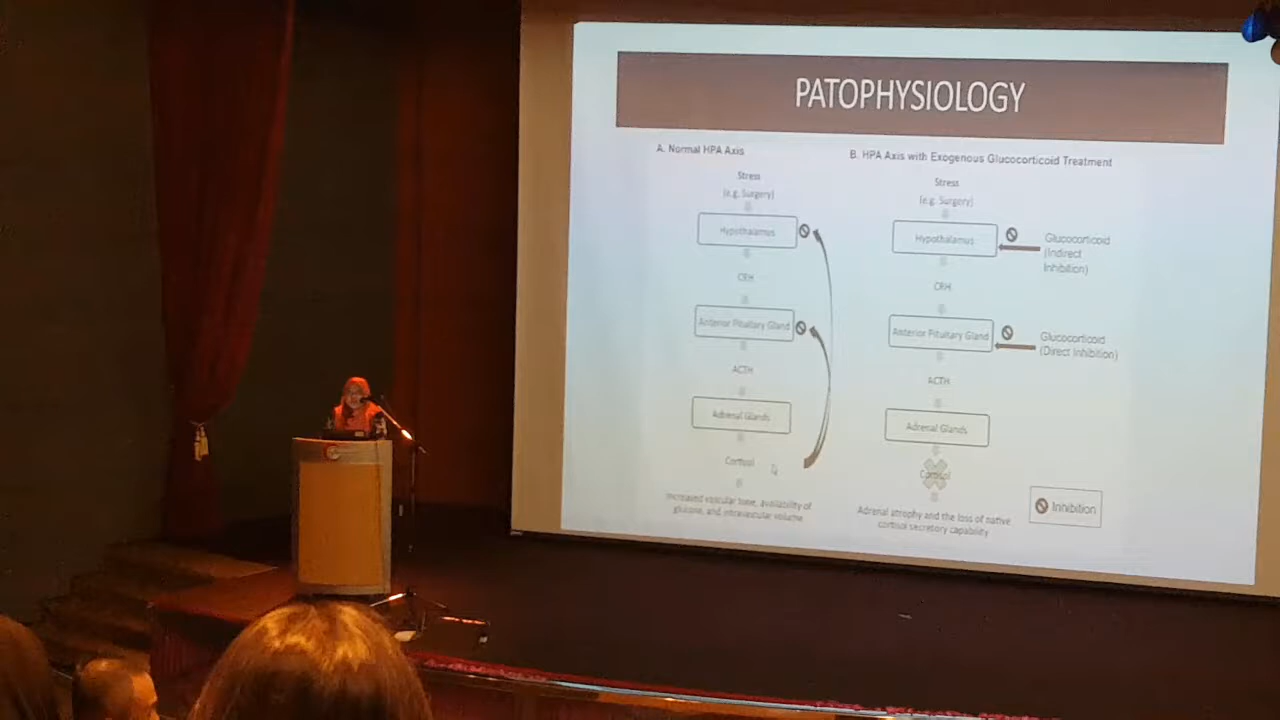 PATOPHYSIOLOGY
A. Normal HPA Axis
Stress
(e.g. Surgery)
Hypothalamus
CRH
Anterior Pituitary Gland
ACTH
Adrenal Glands
Cortisol
Increased vascular tone, availability of
glucose, and intravascular volume
B. HPA Axis with Exogenous Glucocorticoid Treatment
Stress
(e.g. Surgery)
Hypothalamus
Glucocorticoid
(Indirect
Inhibition)
CRH
Anterior Pituitary Gland
Glucocorticoid
(Direct Inhibition)
ACTH
Adrenal Glands
Cortisol
Adrenal atrophy and the loss of native
cortisol secretory capability
Inhibition